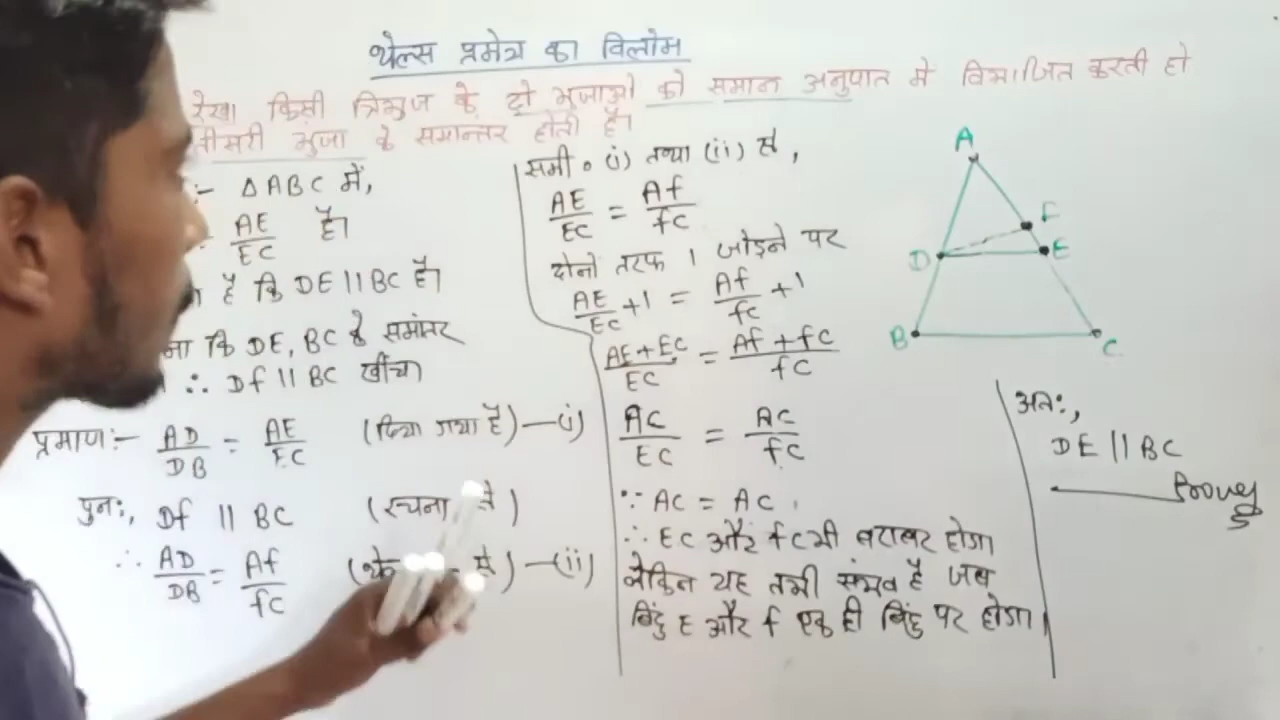 थेल्स प्रमेय का विलोम
रेखा किसी त्रिभुज के दो भुजाओं को समान अनुपात में विभाजित करती हो
तीसरी भुजा के समान्तर होती है।
:- Δ ABC में,
AE/EC है।
है कि DE || BC है।
ना कि DE, BC के समांतर
∴ Df || BC खींचा
प्रमाण:- AD/DB = AE/EC (दिया गया है) —(i)
पुनः, Df || BC (रचना से)
∴ AD/DB = Af/fC से) —(ii)
समी० (i) तथा (ii) से,
AE/EC = Af/fC
दोनो तरफ 1 जोड़ने पर
AE/EC + 1 = Af/fC + 1
AE+EC/EC = Af+fC/fC
AC/EC = AC/fC
∵ AC = AC
∴ EC और fC भी बराबर होगा
लेकिन यह तभी संभव है जब
बिंदु E और f एक ही बिंदु पर होगा।
A
F
D
E
B
C
अतः,
DE || BC